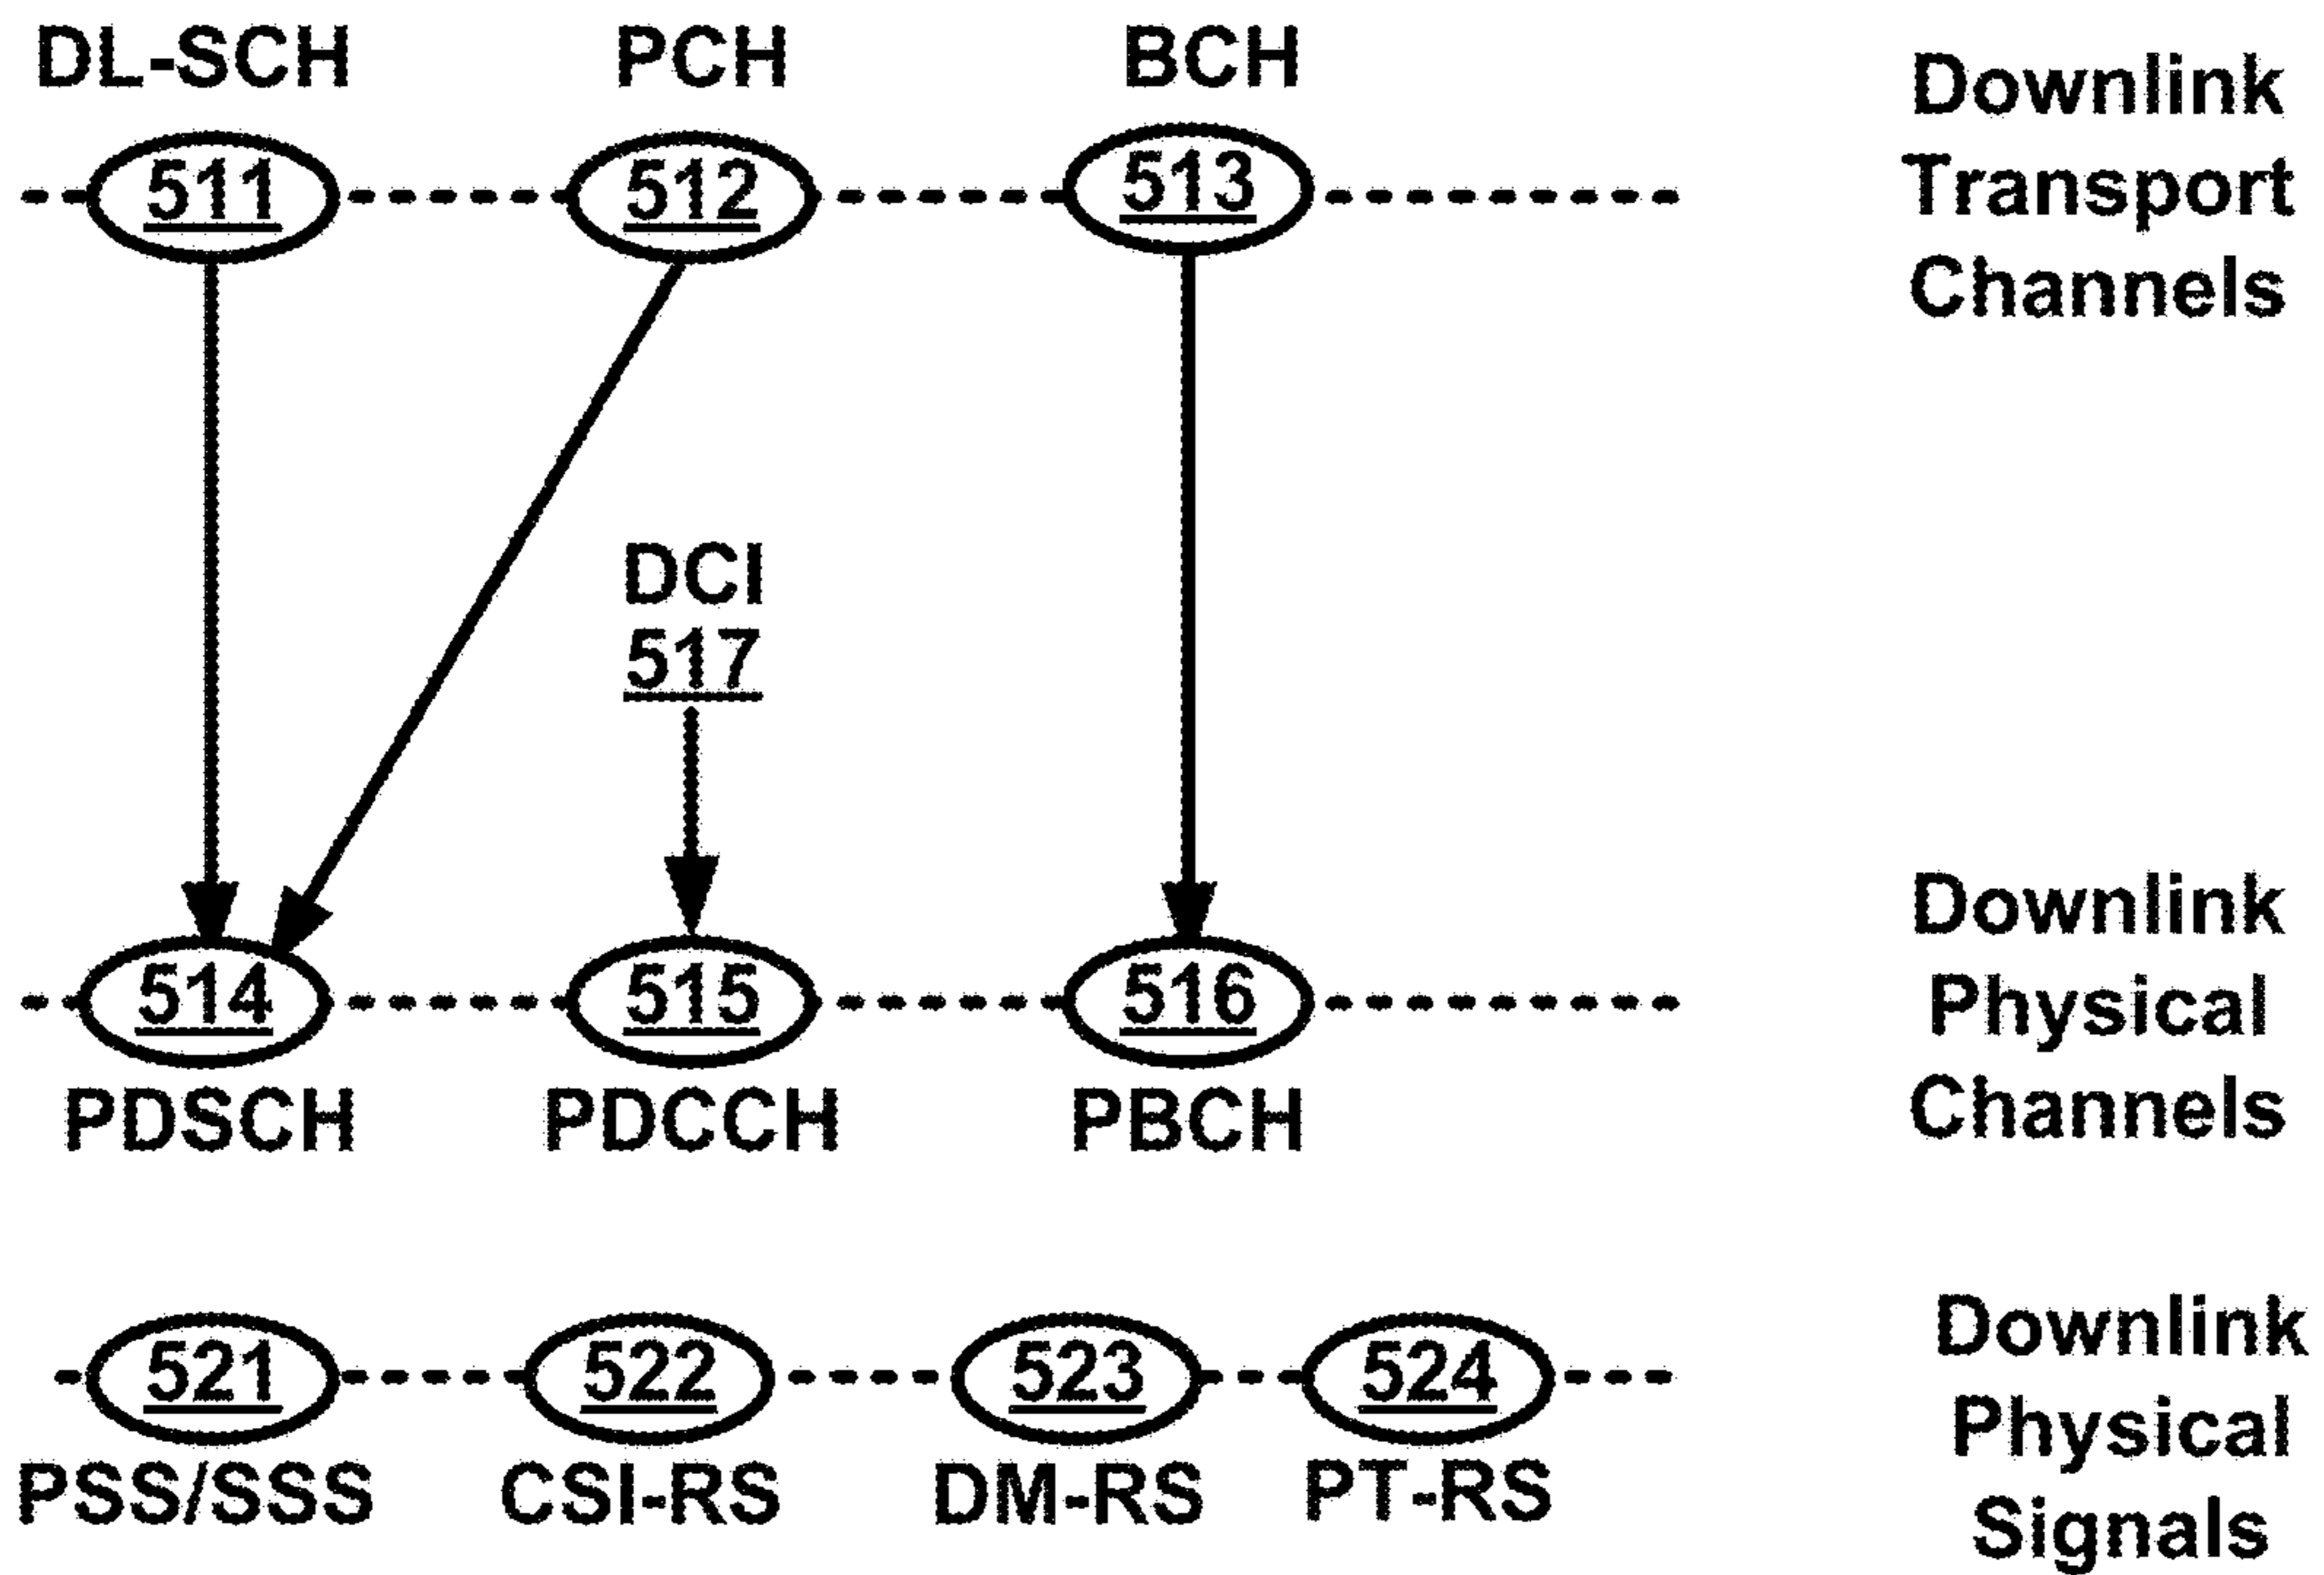 DL-SCH PCH BCH
511 512 513
Downlink
Transport
Channels
DCI
517
514 515 516
PDSCH PDCCH PBCH
Downlink
Physical
Channels
521 522 523 524
PSS/SSS CSI-RS DM-RS PT-RS
Downlink
Physical
Signals